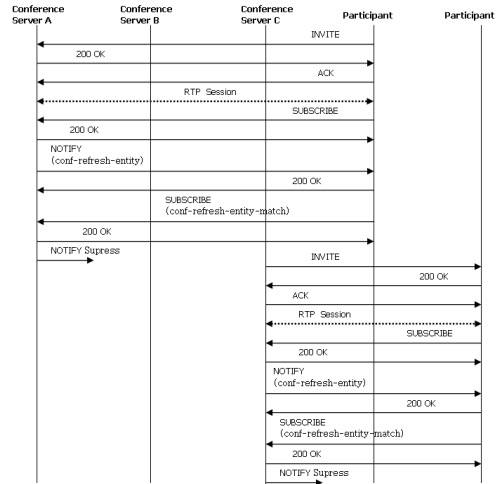 Conference Server A
Conference Server B
Conference Server C
Participant
Participant
INVITE
200 OK
ACK
RTP Session
SUBSCRIBE
200 OK
NOTIFY
(conf-refresh-entity)
200 OK
SUBSCRIBE
(conf-refresh-entity-match)
200 OK
NOTIFY Supress
INVITE
200 OK
ACK
RTP Session
SUBSCRIBE
200 OK
NOTIFY
(conf-refresh-entity)
200 OK
SUBSCRIBE
(conf-refresh-entity-match)
200 OK
NOTIFY Supress